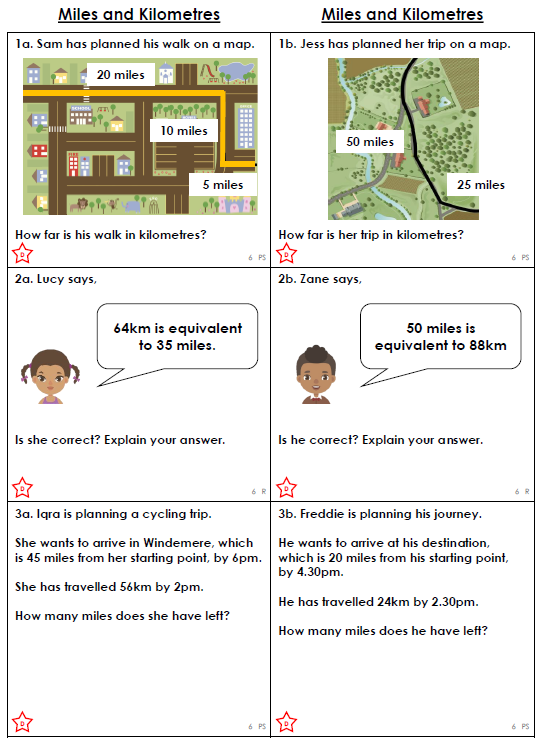 Miles and Kilometres
Miles and Kilometres
1a. Sam has planned his walk on a map.
20 miles
SCHOOL
10 miles
5 miles
How far is his walk in kilometres?
D
6 PS
1b. Jess has planned her trip on a map.
50 miles
25 miles
How far is her trip in kilometres?
D
6 PS
2a. Lucy says,
64km is equivalent
to 35 miles.
Is she correct? Explain your answer.
D
6 R
2b. Zane says,
50 miles is
equivalent to 88km
Is he correct? Explain your answer.
D
6 R
3a. Iqra is planning a cycling trip.
She wants to arrive in Windemere, which
is 45 miles from her starting point, by 6pm.
She has travelled 56km by 2pm.
How many miles does she have left?
D
6 PS
3b. Freddie is planning his journey.
He wants to arrive at his destination,
which is 20 miles from his starting point,
by 4.30pm.
He has travelled 24km by 2.30pm.
How many miles does he have left?
D
6 PS